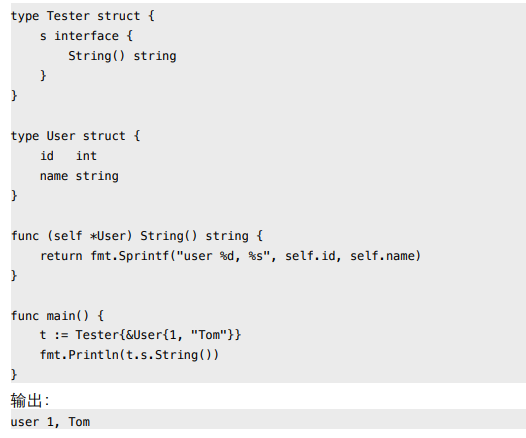 type Tester struct {
    s interface {
        String() string
    }
}

type User struct {
    id   int
    name string
}

func (self *User) String() string {
    return fmt.Sprintf("user %d, %s", self.id, self.name)
}

func main() {
    t := Tester{&User{1, "Tom"}}
    fmt.Println(t.s.String())
}
输出：
user 1, Tom